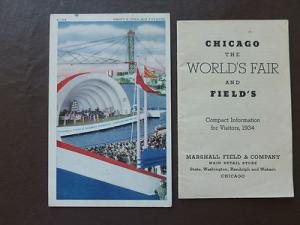 CHICAGO
THE
WORLD'S FAIR
AND
FIELD'S
Compact Information
for Visitors, 1934
MARSHALL FIELD & COMPANY
MAIN RETAIL STORE
State, Washington, Randolph and Wabash
CHICAGO